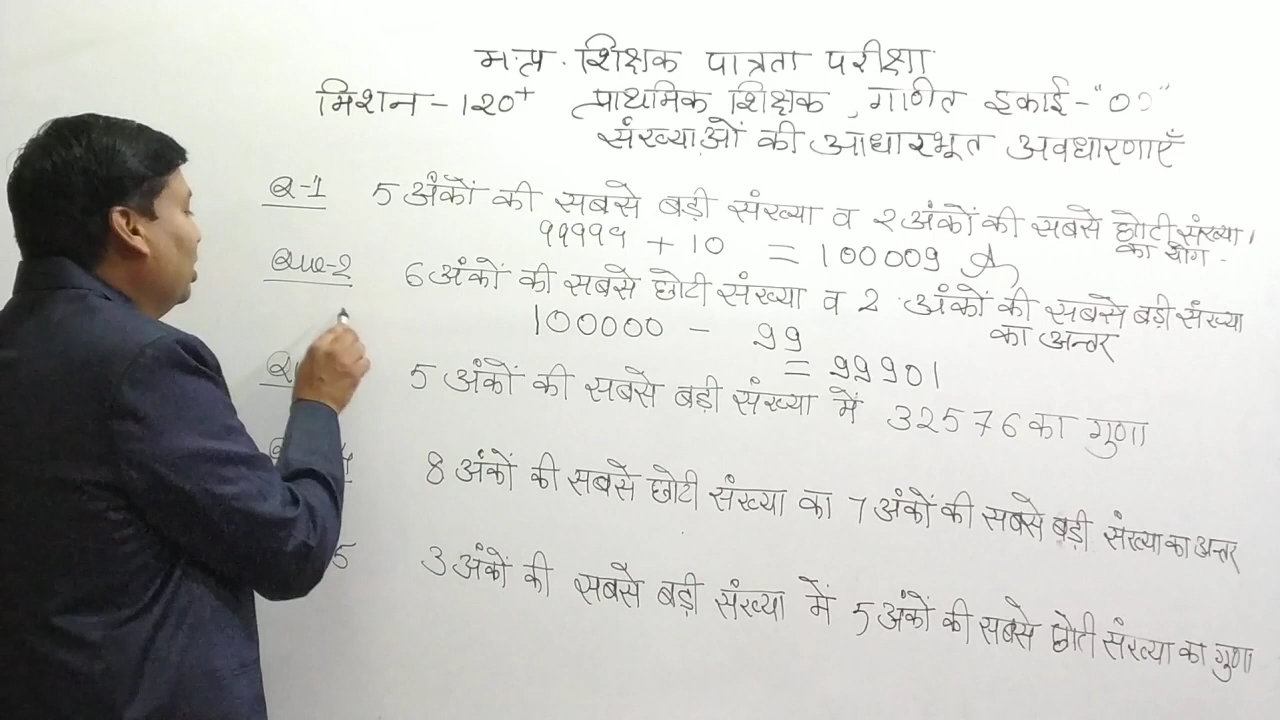 म.प्र. शिक्षक पात्रता परीक्षा
मिशन - 120+ प्राथमिक शिक्षक, गणित इकाई - "00"
संख्याओं की आधारभूत अवधारणाएँ
Q-1 5 अंकों की सबसे बड़ी संख्या व 2 अंकों की सबसे छोटी संख्या।
का योग -
99999 + 10 = 100009
Que-2 6 अंकों की सबसे छोटी संख्या व 2 अंकों की सबसे बड़ी संख्या
का अन्तर
100000 - 99
= 99901
5 अंकों की सबसे बड़ी संख्या में 32576 का गुणा
8 अंकों की सबसे छोटी संख्या का 7 अंकों की सबसे बड़ी संख्या का अन्तर
5 3 अंकों की सबसे बड़ी संख्या में 5 अंकों की सबसे छोटी संख्या का गुणा